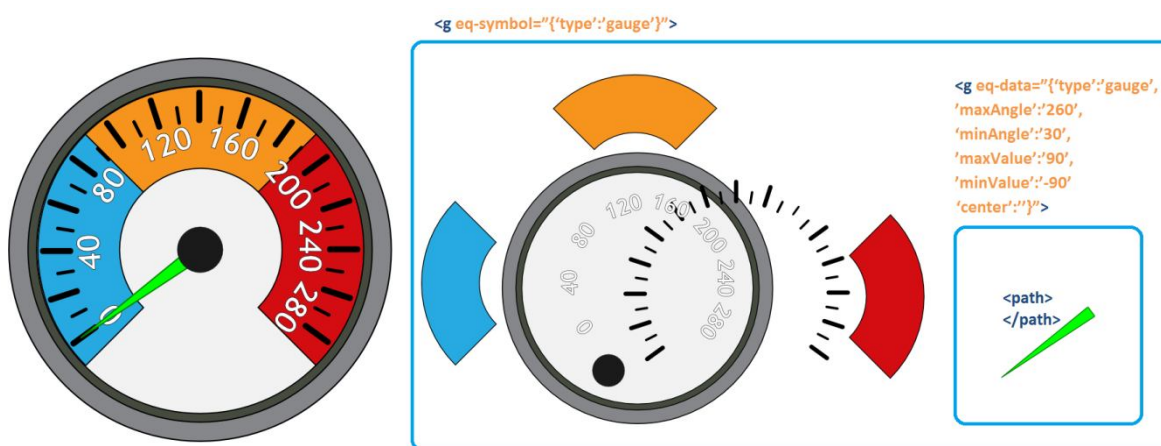 <g eq-symbol=”{‘type’:’gauge’}”>
0
40
80
120
160
200
240
280
0
40
80
120
160
200
240
280
<g eq-data=”{‘type’:’gauge’,
’maxAngle’:’260’,
‘minAngle’:’30’,
’maxValue’:’90’,
’minValue’:’-90’
‘center’:’’}”>
<path>
</path>